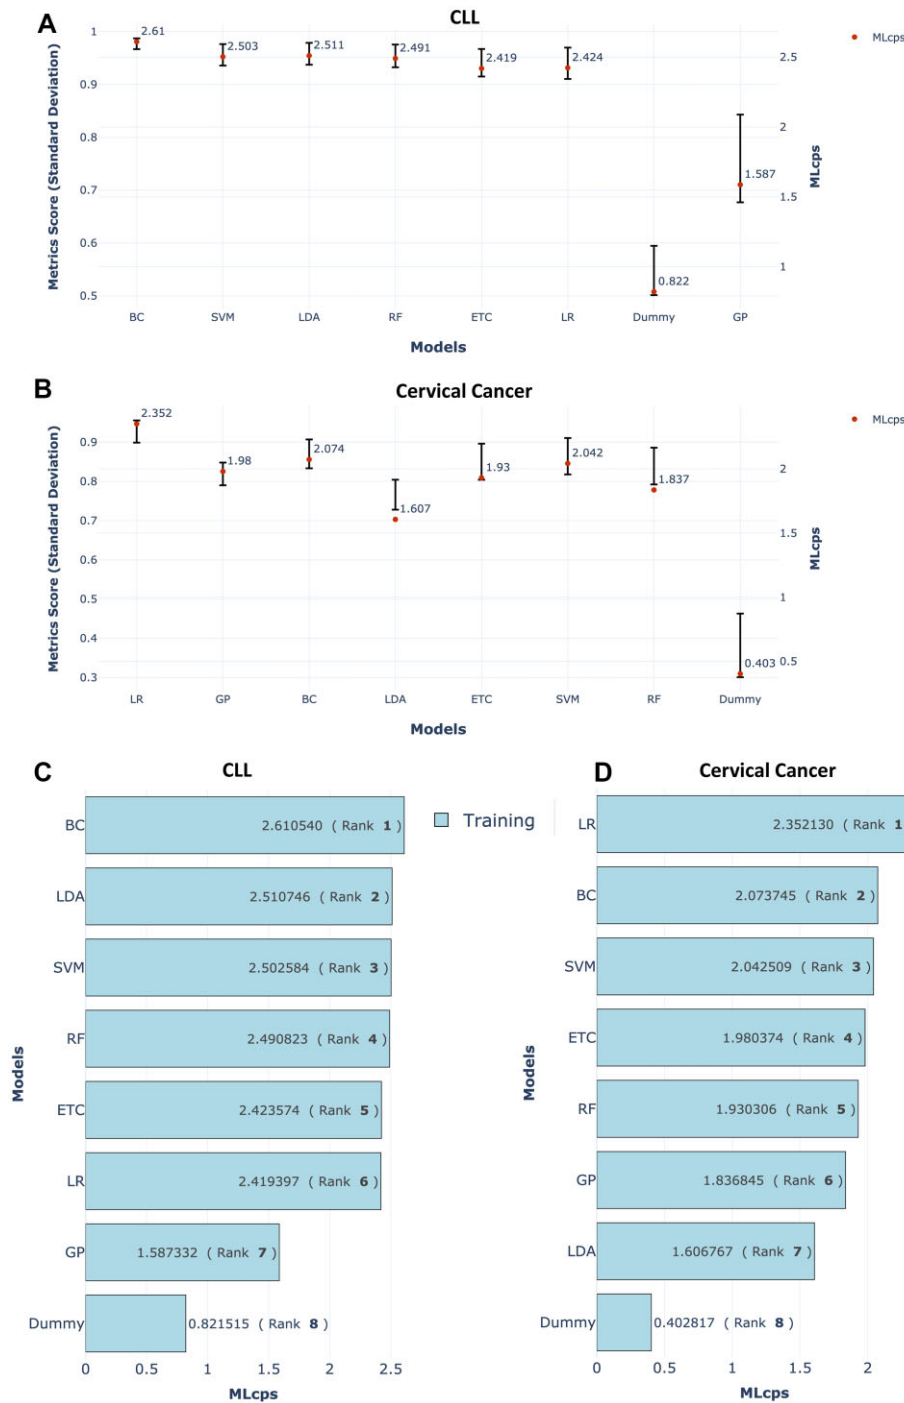 A
CLL
Metrics Score (Standard Deviation)
1
0.9
0.8
0.7
0.6
0.5
2.61
2.503
2.511
2.491
2.419
2.424
0.822
1.587
2.5
2
1.5
1
MLcps
MLcps
BC SVM LDA RF ETC LR Dummy GP
Models
B
Cervical Cancer
Metrics Score (Standard Deviation)
0.9
0.8
0.7
0.6
0.5
0.4
0.3
2.352
1.98
2.074
1.607
1.93
2.042
1.837
0.403
2
1.5
1
0.5
MLcps
MLcps
LR GP BC LDA ETC SVM RF Dummy
Models
C
CLL
Models
BC 2.610540 ( Rank 1 )
LDA 2.510746 ( Rank 2 )
SVM 2.502584 ( Rank 3 )
RF 2.490823 ( Rank 4 )
ETC 2.423574 ( Rank 5 )
LR 2.419397 ( Rank 6 )
GP 1.587332 ( Rank 7 )
Dummy 0.821515 ( Rank 8 )
0 0.5 1 1.5 2 2.5
MLcps
Training
D
Cervical Cancer
Models
LR 2.352130 ( Rank 1
BC 2.073745 ( Rank 2 )
SVM 2.042509 ( Rank 3 )
ETC 1.980374 ( Rank 4 )
RF 1.930306 ( Rank 5 )
GP 1.836845 ( Rank 6 )
LDA 1.606767 ( Rank 7 )
Dummy 0.402817 ( Rank 8 )
0 0.5 1 1.5 2
MLcps